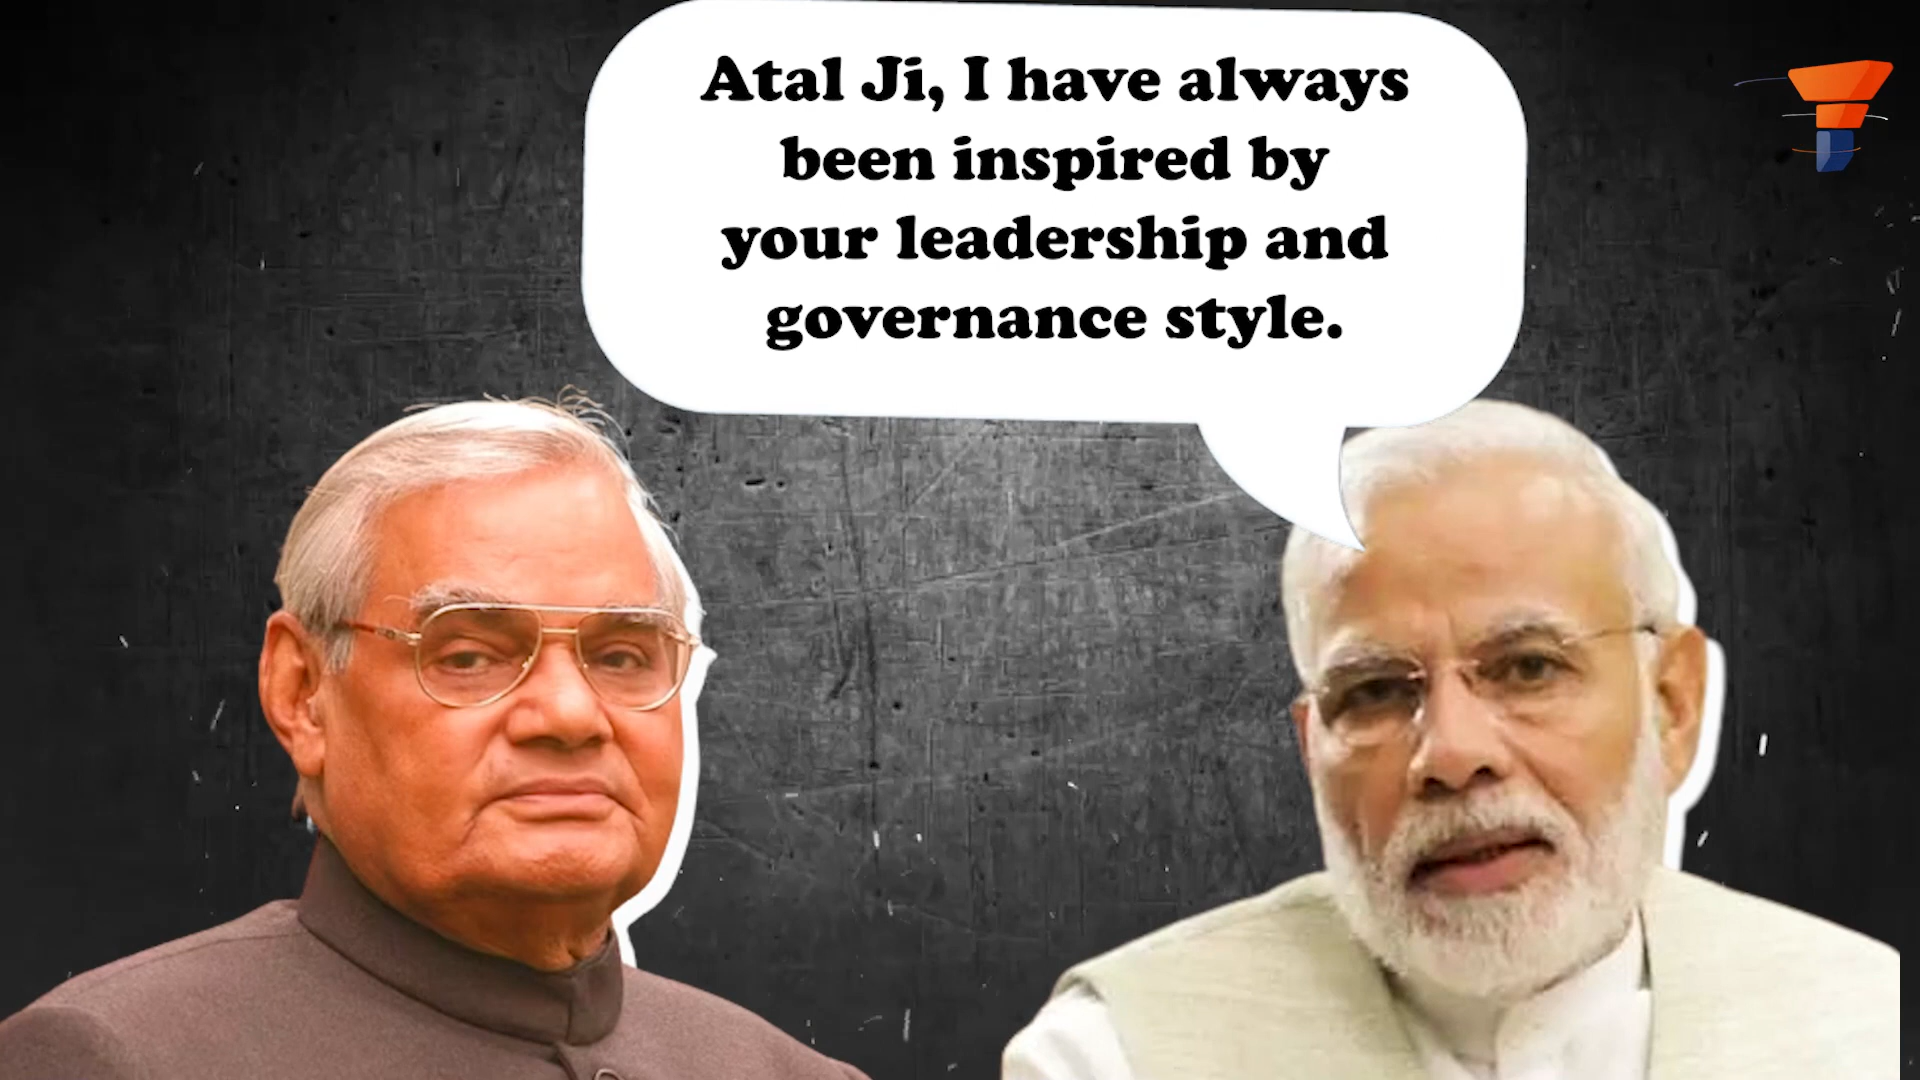 Atal Ji, I have always
been inspired by
your leadership and
governance style.